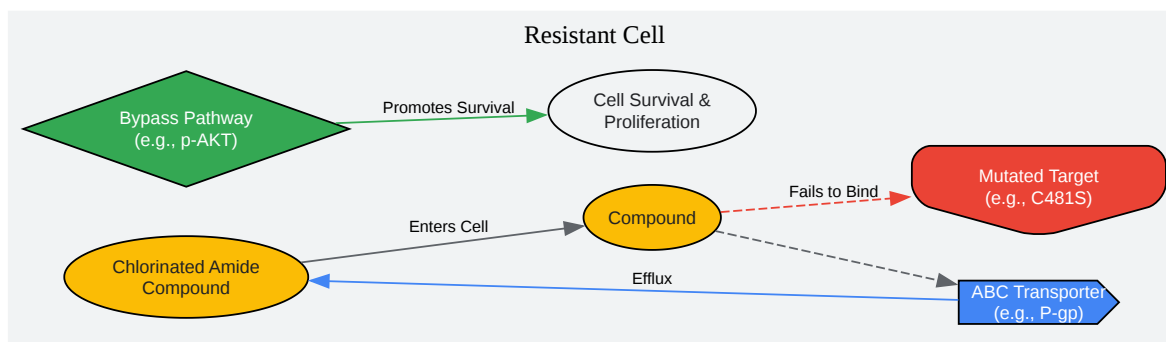 Resistant Cell
Bypass Pathway
(e.g., p-AKT)
Promotes Survival
Cell Survival &
Proliferation
Mutated Target
(e.g., C481S)
Fails to Bind
Compound
Enters Cell
Chlorinated Amide
Compound
Efflux
ABC Transporter
(e.g., P-gp)